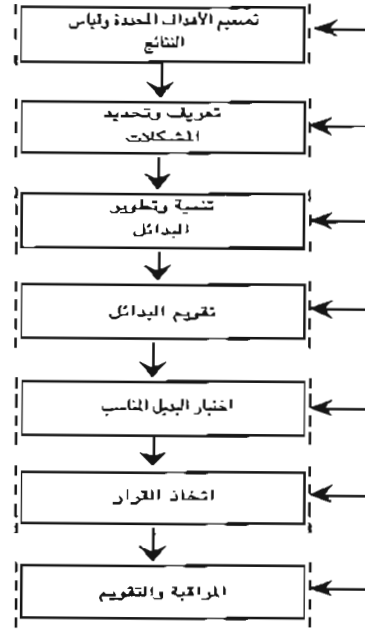 تصميم الأهداف المحددة وقياس
النتائج
تعريف وتحديد
المشكلات
تنمية وتطوير
البدائل
تقويم البدائل
اختيار البديل المناسب
اتخاذ القرار
المراقبة والتقويم